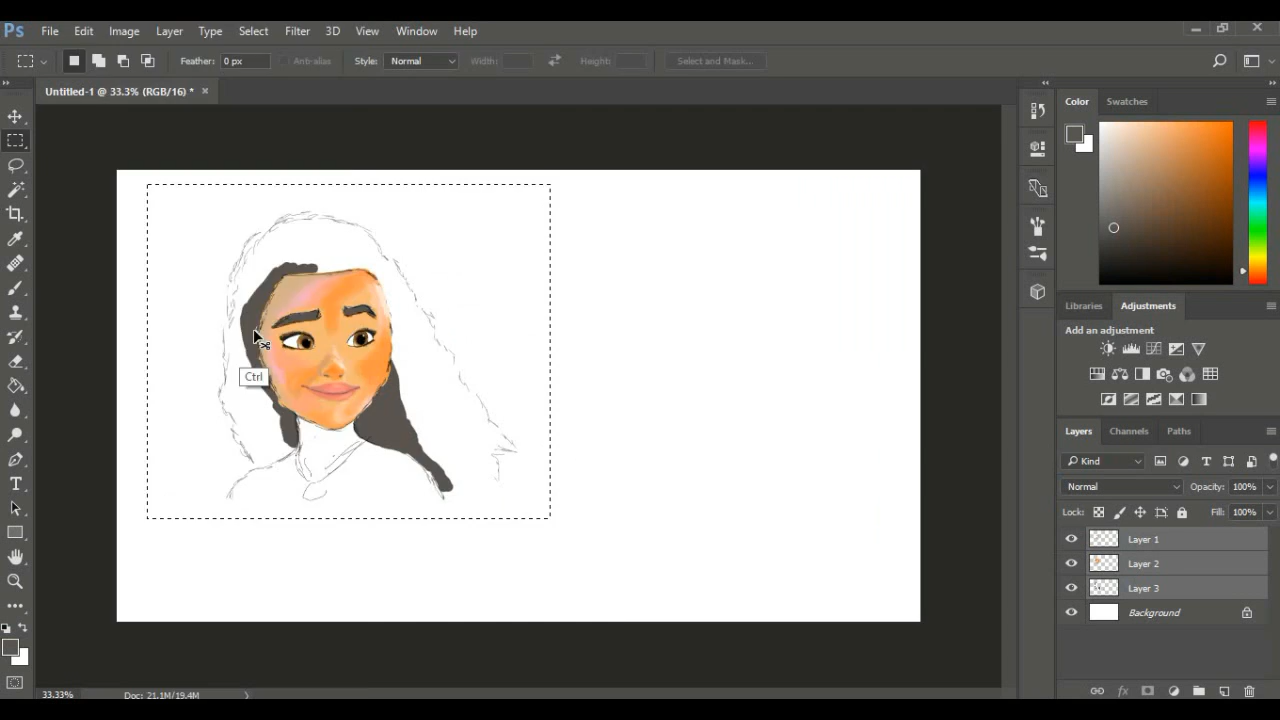 Ps File Edit Image Layer Type Select Filter 3D View Window Help
Feather: 0 px Anti-alias Style: Normal Width: Height: Select and Mask...
Untitled-1 @ 33.3% (RGB/16) * ×
Color Swatches
Libraries Adjustments
Add an adjustment
Ctrl
Layers Channels Paths
Kind
Normal Opacity: 100%
Lock: Fill: 100%
Layer 1
Layer 2
Layer 3
Background
33.33% Doc: 21.1M/19.4M